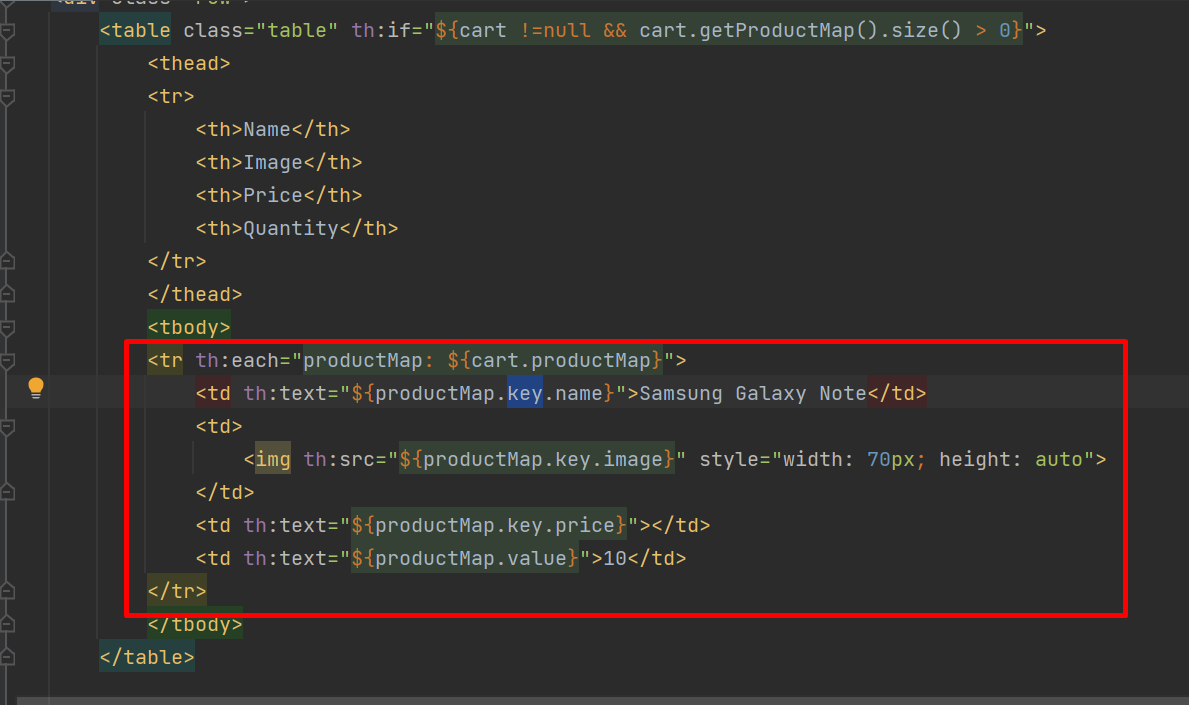 <table class="table" th:if="${cart !=null && cart.getProductMap().size() > 0}">
<thead>
<tr>
<th>Name</th>
<th>Image</th>
<th>Price</th>
<th>Quantity</th>
</tr>
</thead>
<tbody>
<tr th:each="productMap: ${cart.productMap}">
<td th:text="${productMap.key.name}">Samsung Galaxy Note</td>
<td>
<img th:src="${productMap.key.image}" style="width: 70px; height: auto">
</td>
<td th:text="${productMap.key.price}"></td>
<td th:text="${productMap.value}">10</td>
</tr>
</tbody>
</table>